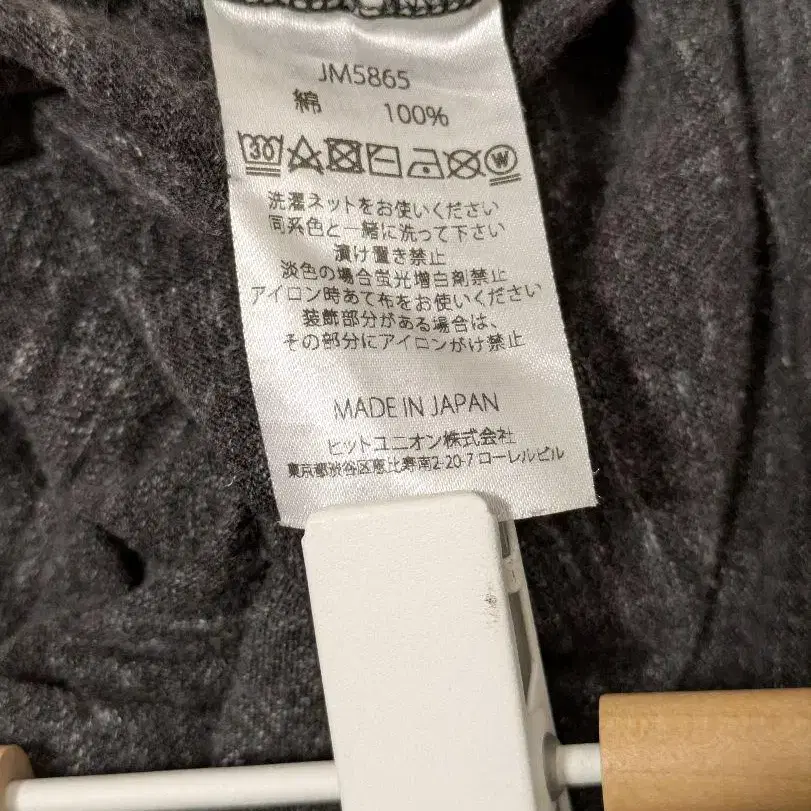 JM5865
綿 100%
30 W
洗濯ネットをお使いください
同系色と一緒に洗って下さい
漬け置き禁止
淡色の場合蛍光増白剤禁止
アイロン時あて布をお使いください
装飾部分がある場合は、
その部分にアイロンがけ禁止
MADE IN JAPAN
ヒットユニオン株式会社
東京都渋谷区恵比寿南2-20-7 ローレルビル